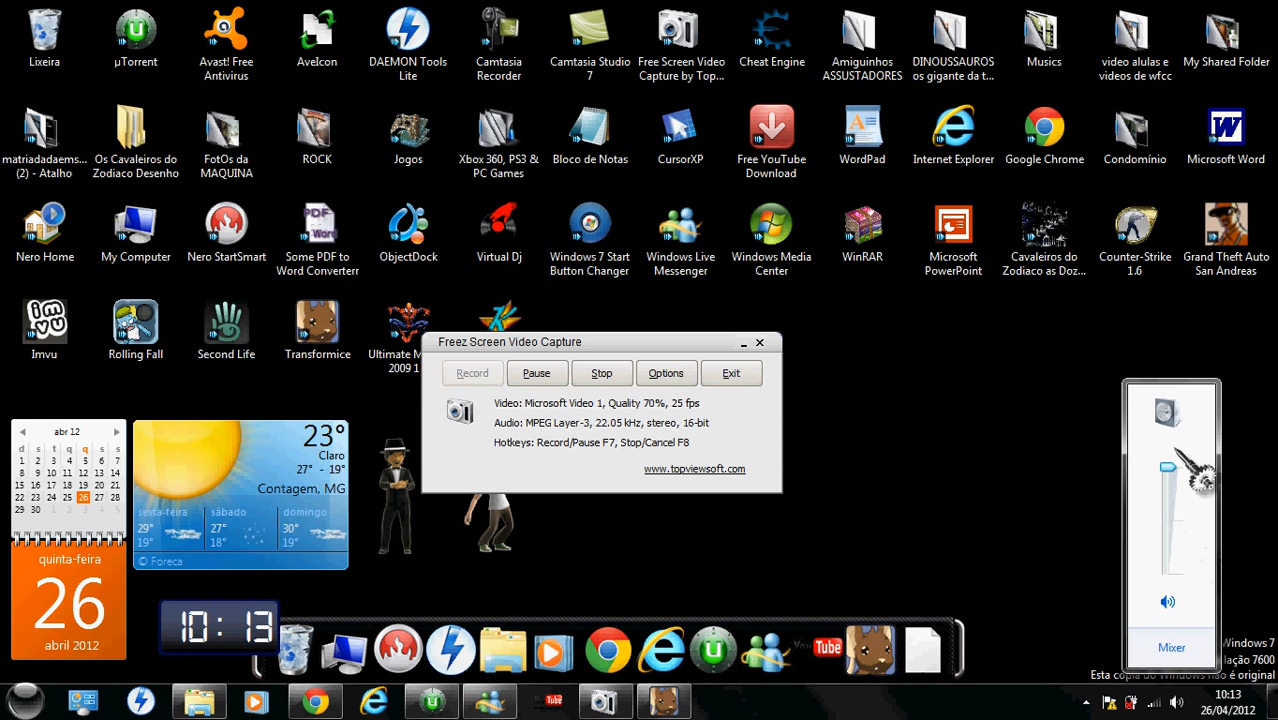 Lixeira
µTorrent
Avast! Free
Antivirus
AveIcon
DAEMON Tools
Lite
Camtasia
Recorder
Camtasia Studio
7
Free Screen Video
Capture by Top...
Cheat Engine
Amiguinhos
ASSUSTADORES
DINOUSSAUROS
os gigante da t...
Musics
video alulas e
videos de wfcc
My Shared Folder
matriadadaems...
(2) - Atalho
Os Cavaleiros do
Zodiaco Desenho
FotOs da
MAQUINA
ROCK
Jogos
Xbox 360, PS3 &
PC Games
Bloco de Notas
CursorXP
Free YouTube
Download
WordPad
Internet Explorer
Google Chrome
Condomínio
Microsoft Word
Nero Home
My Computer
Nero StartSmart
PDF
Word
Some PDF to
Word Converterr
ObjectDock
Virtual Dj
Windows 7 Start
Button Changer
Windows Live
Messenger
Windows Media
Center
WinRAR
Microsoft
PowerPoint
Cavaleiros do
Zodiaco as Doz...
Counter-Strike
1.6
Grand Theft Auto
San Andreas
imvu
Imvu
Rolling Fall
Second Life
Transformice
Ultimate M
2009 1
Freez Screen Video Capture
Record
Pause
Stop
Options
Exit
Video: Microsoft Video 1, Quality 70%, 25 fps
Audio: MPEG Layer-3, 22.05 kHz, stereo, 16-bit
Hotkeys: Record/Pause F7, Stop/Cancel F8
www.topviewsoft.com
abr 12
d s t q q s s
1 2 3 4 5 6 7
8 9 10 11 12 13 14
15 16 17 18 19 20 21
22 23 24 25 26 27 28
29 30 1 2 3 4 5
quinta-feira
26
abril 2012
23°
Claro
27° - 19°
Contagem, MG
sexta-feira
29°
19°
sábado
27°
18°
domingo
30°
19°
© Foreca
10:13
Tube
Mixer
Windows 7
lação 7600
Esta cópia do Windows não é original
Tube
10:13
26/04/2012